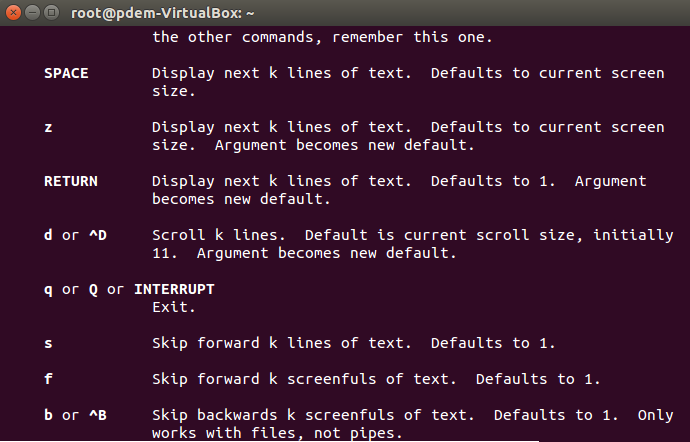 root@pdem-VirtualBox: ~
the other commands, remember this one.
SPACE Display next k lines of text. Defaults to current screen
size.
z Display next k lines of text. Defaults to current screen
size. Argument becomes new default.
RETURN Display next k lines of text. Defaults to 1. Argument
becomes new default.
d or ^D Scroll k lines. Default is current scroll size, initially
11. Argument becomes new default.
q or Q or INTERRUPT
Exit.
s Skip forward k lines of text. Defaults to 1.
f Skip forward k screenfuls of text. Defaults to 1.
b or ^B Skip backwards k screenfuls of text. Defaults to 1. Only
works with files, not pipes.